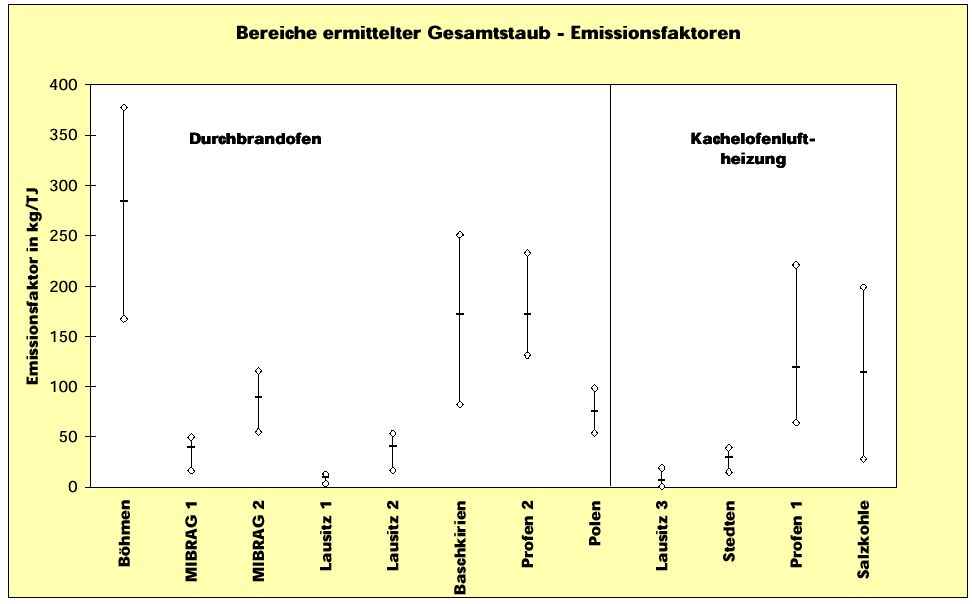 Bereiche ermittelter Gesamtstaub - Emissionsfaktoren
Emissionsfaktor in kg/TJ
400
350
300
250
200
150
100
50
0
Durchbrandofen
Kachelofenluft-
heizung
Böhmen
MIBRAG 1
MIBRAG 2
Lausitz 1
Lausitz 2
Baschkirien
Profen 2
Polen
Lausitz 3
Stedten
Profen 1
Salzkohle